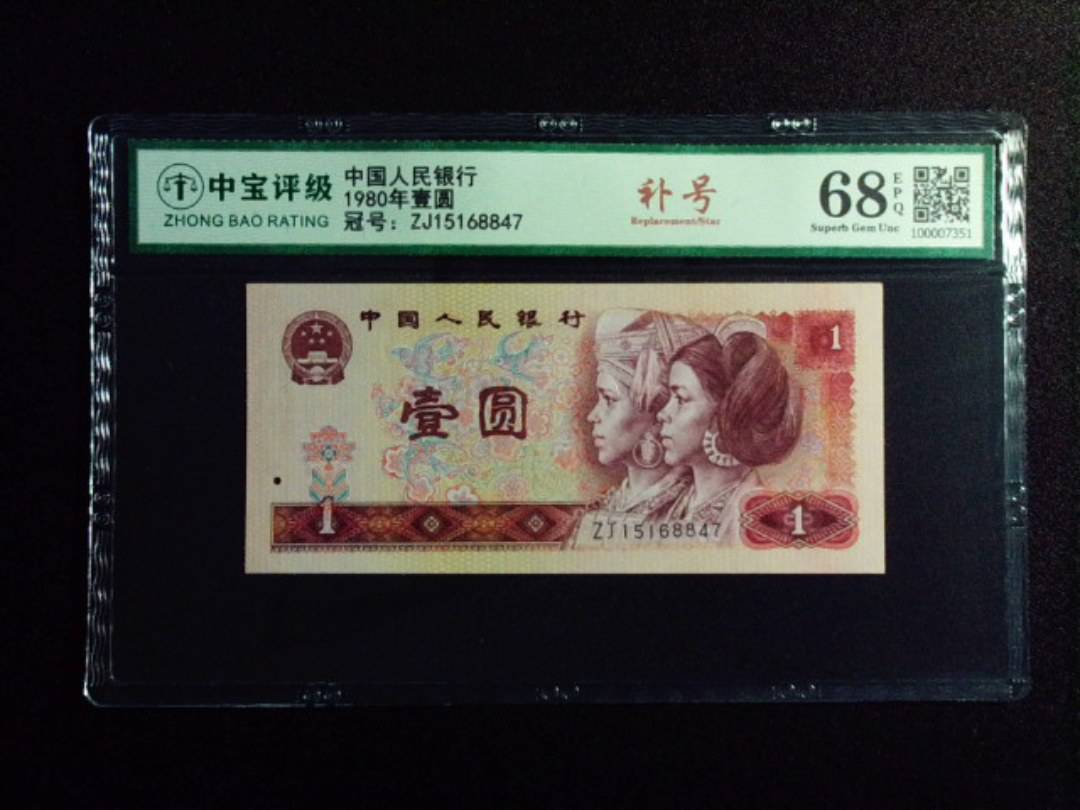 中宝评级
ZHONG BAO RATING
中国人民银行
1980年壹圆
冠号：ZJ15168847
补号
Replacement/Star
68
EPQ
Superb Gem Unc
100007351
中国人民银行
1
壹圆
1
ZJ15168847
1